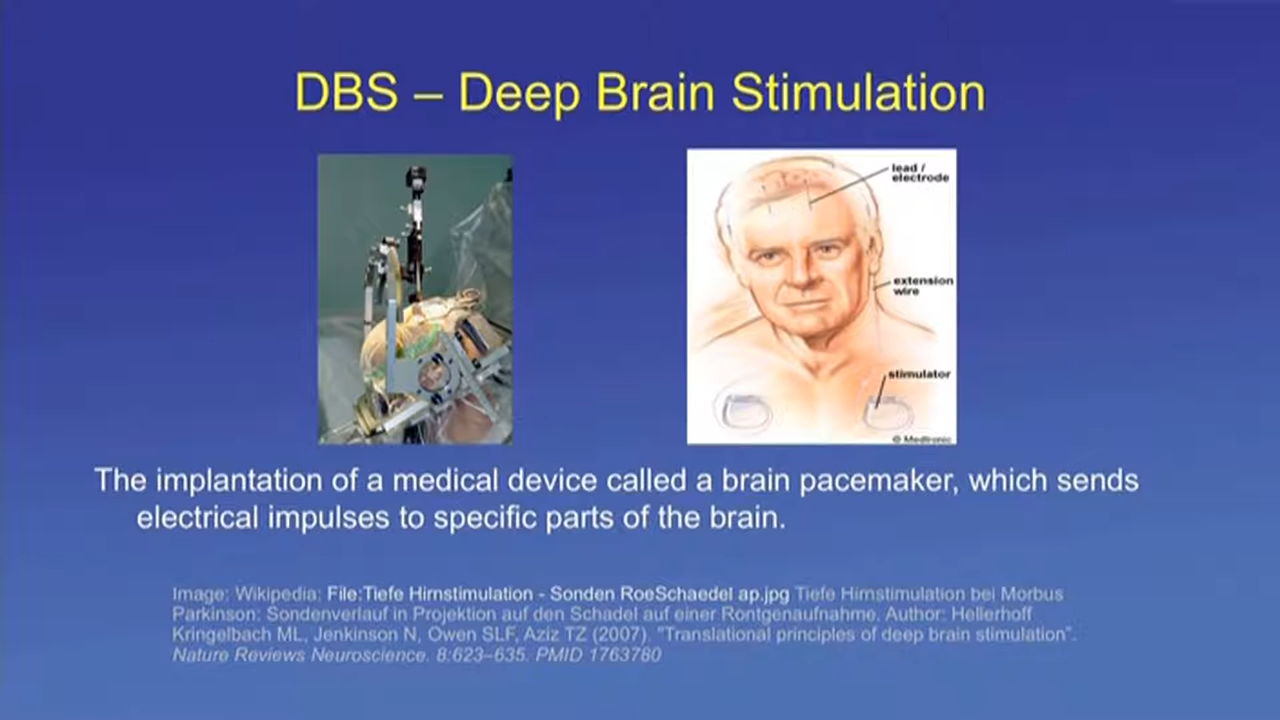 DBS – Deep Brain Stimulation
lead /
electrode
extension
wire
stimulator
© Medtronic
The implantation of a medical device called a brain pacemaker, which sends
electrical impulses to specific parts of the brain.
Image: Wikipedia: File:Tiefe Hirnstimulation - Sonden RoeSchaedel ap.jpg Tiefe Hirnstimulation bei Morbus
Parkinson: Sondenverlauf in Projektion auf den Schadel auf einer Rontgenaufnahme. Author: Hellerhoff
Kringelbach ML, Jenkinson N, Owen SLF, Aziz TZ (2007). "Translational principles of deep brain stimulation".
Nature Reviews Neuroscience. 8:623–635. PMID 1763760